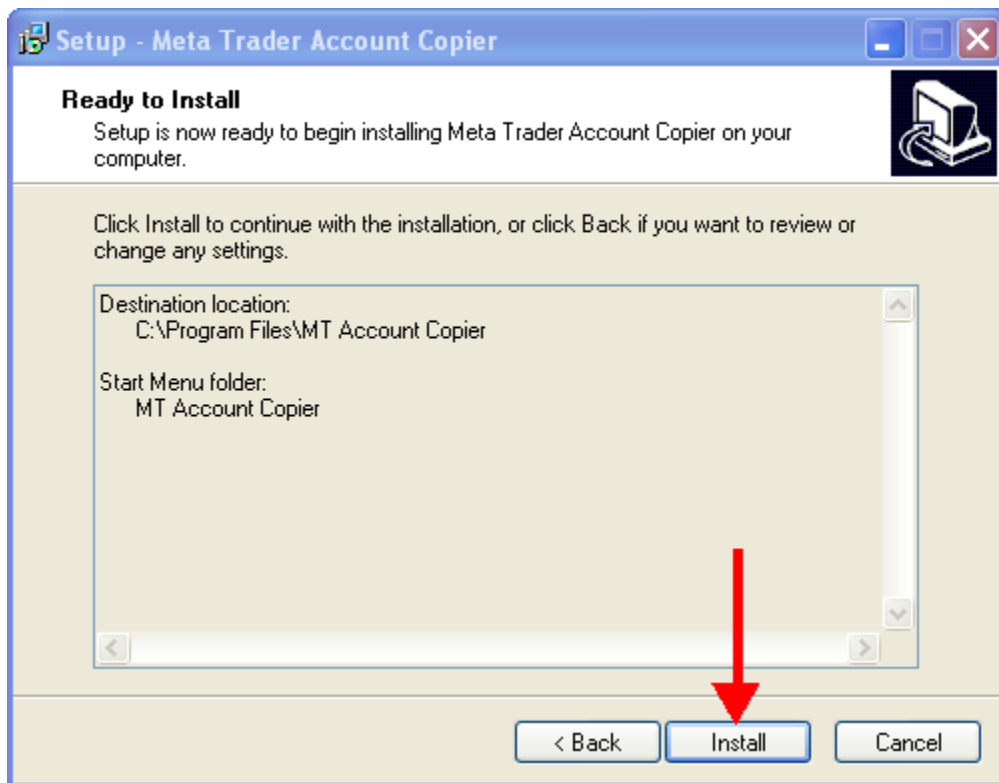 Setup - Meta Trader Account Copier
Ready to Install
Setup is now ready to begin installing Meta Trader Account Copier on your
computer.
Click Install to continue with the installation, or click Back if you want to review or
change any settings.
Destination location:
C:\Program Files\MT Account Copier
Start Menu folder:
MT Account Copier
< Back
Install
Cancel